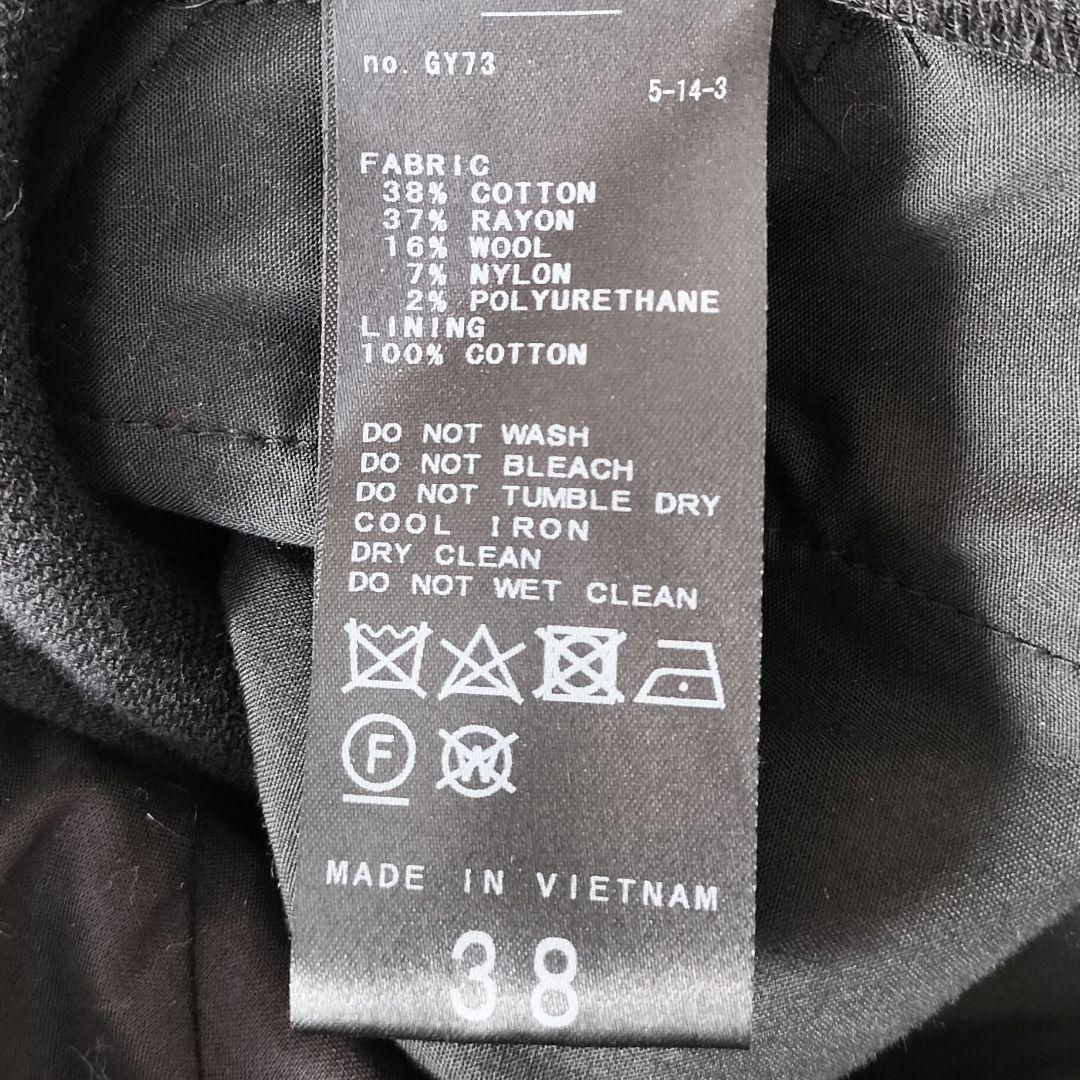 no. GY73
5-14-3
FABRIC
38% COTTON
37% RAYON
16% WOOL
7% NYLON
2% POLYURETHANE
LINING
100% COTTON
DO NOT WASH
DO NOT BLEACH
DO NOT TUMBLE DRY
COOL IRON
DRY CLEAN
DO NOT WET CLEAN
F W
MADE IN VIETNAM
38